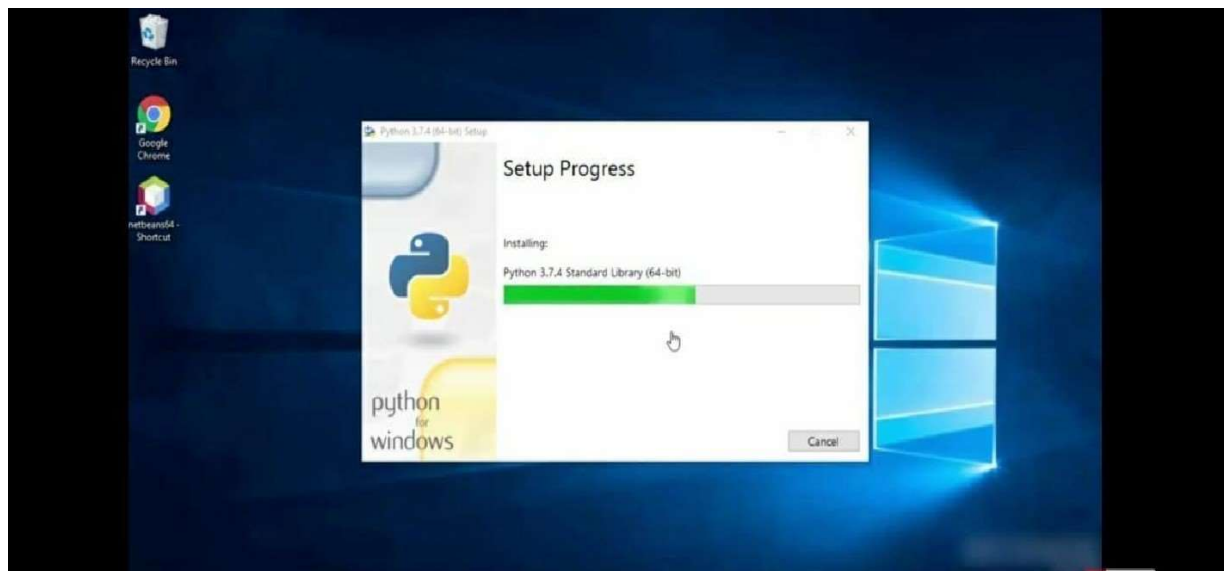 Recycle Bin
Google
Chrome
netbeans64 -
Shortcut
Python 3.7.4 (64-bit) Setup
Setup Progress
Installing:
Python 3.7.4 Standard Library (64-bit)
python
for
windows
Cancel